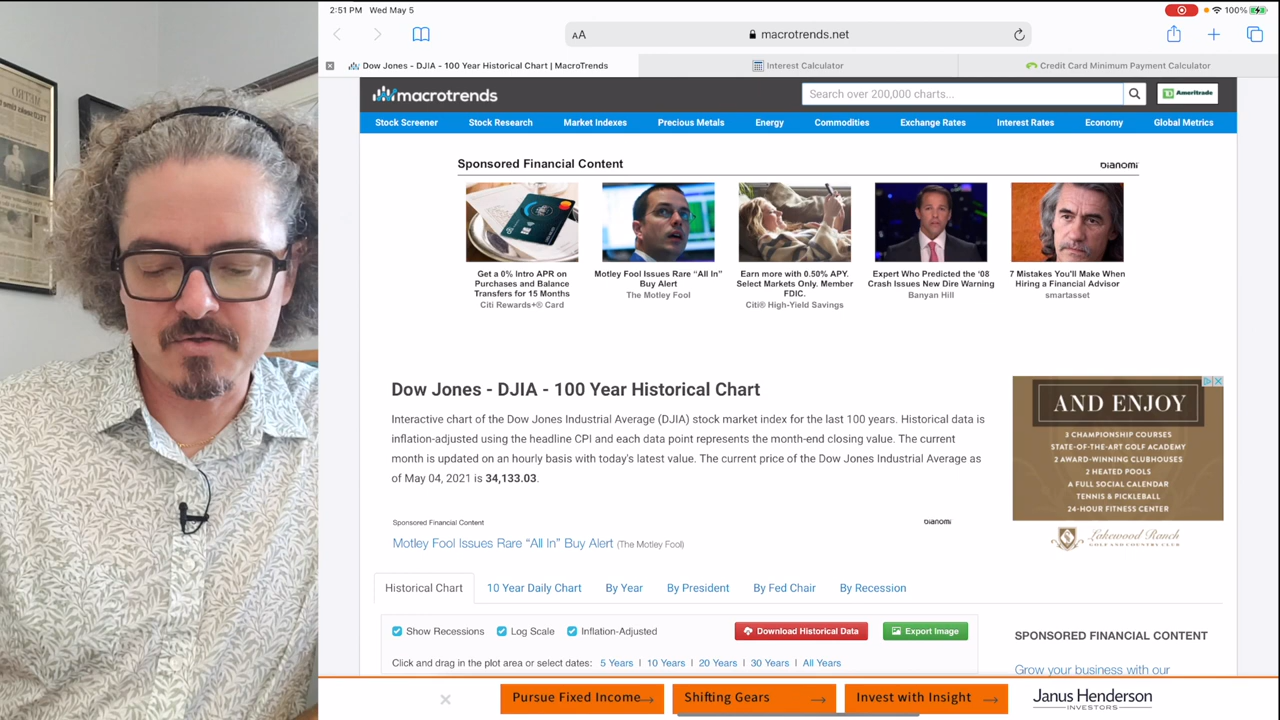 2:51 PM Wed May 5
100%
AA
macrotrends.net
Dow Jones - DJIA - 100 Year Historical Chart | MacroTrends
Interest Calculator
Credit Card Minimum Payment Calculator
macrotrends
Search over 200,000 charts...
Ameritrade
Stock Screener
Stock Research
Market Indexes
Precious Metals
Energy
Commodities
Exchange Rates
Interest Rates
Economy
Global Metrics
Sponsored Financial Content
DIANOMI
Get a 0% Intro APR on
Purchases and Balance
Transfers for 15 Months
Citi Rewards+® Card
Motley Fool Issues Rare “All In”
Buy Alert
The Motley Fool
Earn more with 0.50% APY.
Select Markets Only. Member
FDIC.
Citi® High-Yield Savings
Expert Who Predicted the ‘08
Crash Issues New Dire Warning
Banyan Hill
7 Mistakes You'll Make When
Hiring a Financial Advisor
smartasset
Dow Jones - DJIA - 100 Year Historical Chart
Interactive chart of the Dow Jones Industrial Average (DJIA) stock market index for the last 100 years. Historical data is
inflation-adjusted using the headline CPI and each data point represents the month-end closing value. The current
month is updated on an hourly basis with today's latest value. The current price of the Dow Jones Industrial Average as
of May 04, 2021 is 34,133.03.
AND ENJOY
3 CHAMPIONSHIP COURSES
STATE-OF-THE-ART GOLF ACADEMY
2 AWARD-WINNING CLUBHOUSES
2 HEATED POOLS
A FULL SOCIAL CALENDAR
TENNIS & PICKLEBALL
24-HOUR FITNESS CENTER
Lakewood Ranch
GOLF AND COUNTRY CLUB
Sponsored Financial Content
DIANOMI
Motley Fool Issues Rare “All In” Buy Alert (The Motley Fool)
Historical Chart
10 Year Daily Chart
By Year
By President
By Fed Chair
By Recession
Show Recessions
Log Scale
Inflation-Adjusted
Download Historical Data
Export Image
Click and drag in the plot area or select dates: 5 Years | 10 Years | 20 Years | 30 Years | All Years
SPONSORED FINANCIAL CONTENT
Grow your business with our
Pursue Fixed Income
Shifting Gears
Invest with Insight
Janus Henderson
INVESTORS